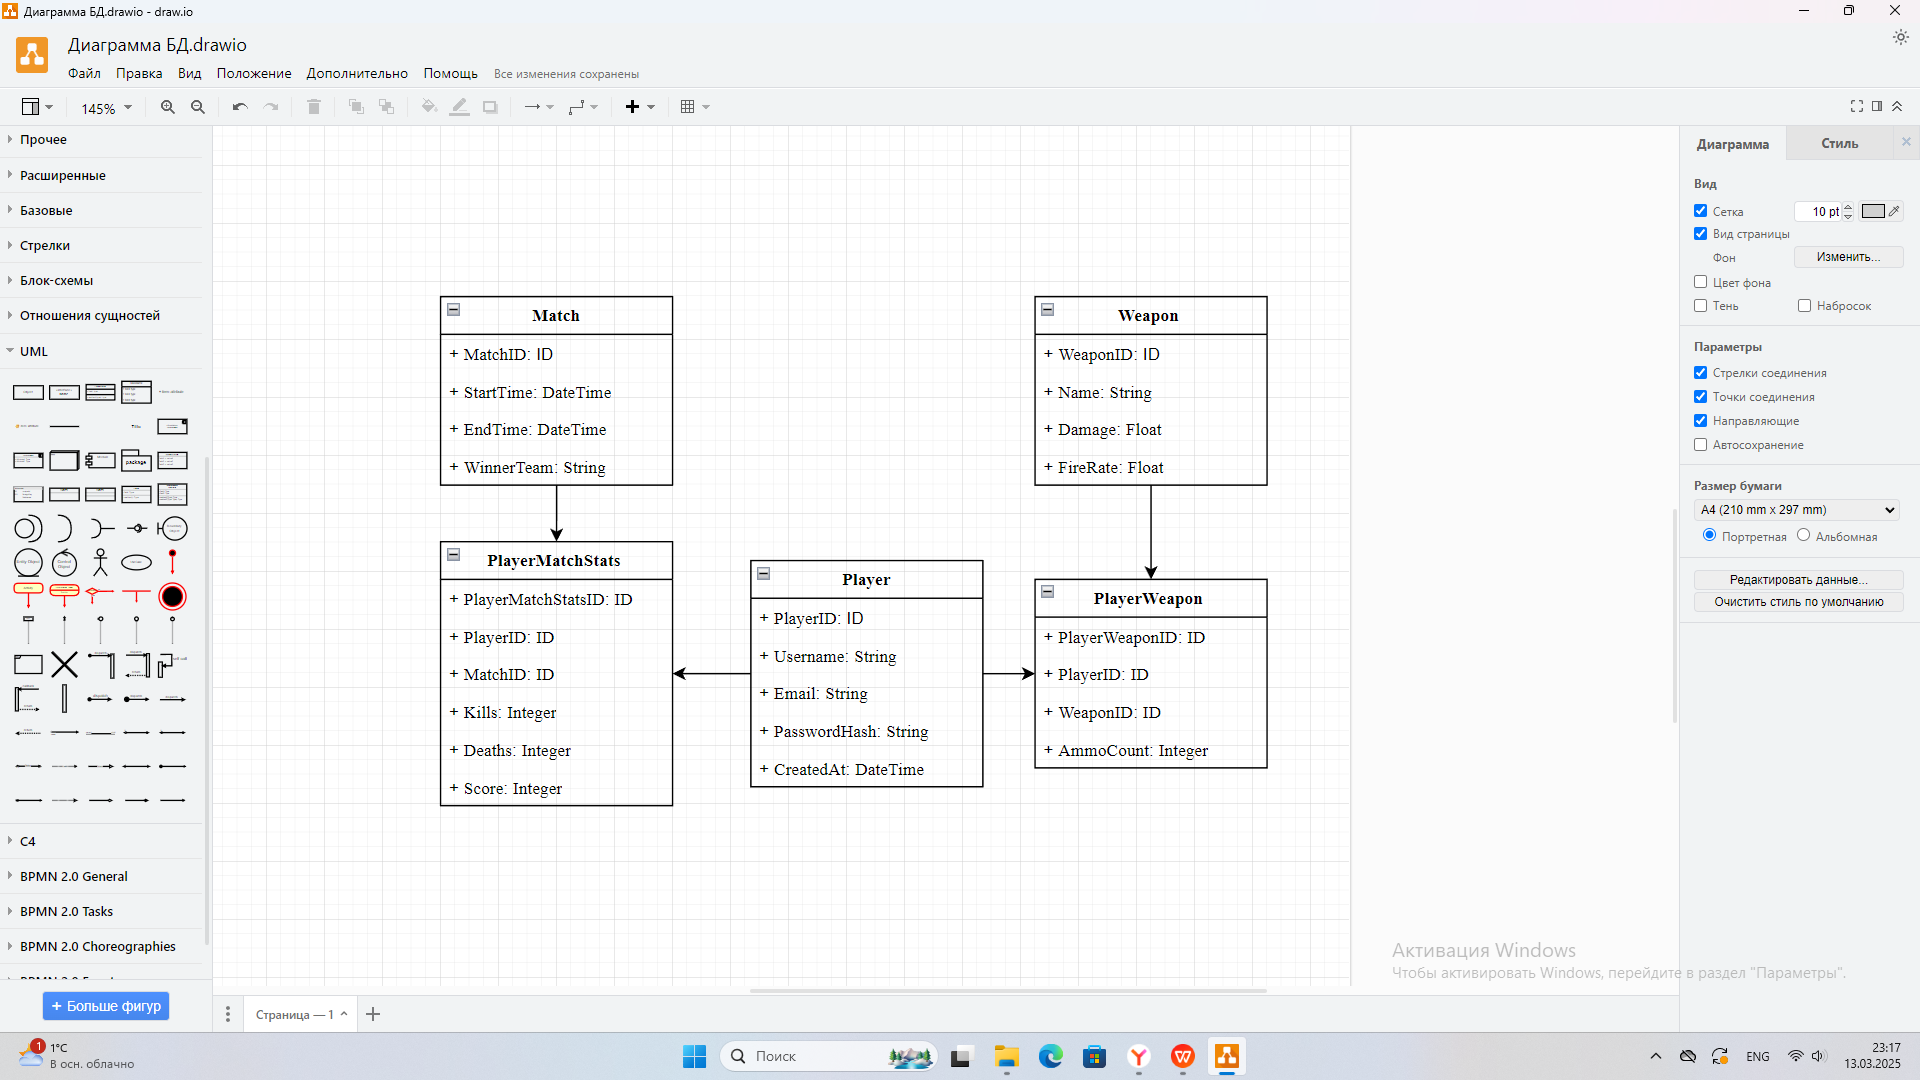 Диаграмма БД.drawio - draw.io
Диаграмма БД.drawio
Файл Правка Вид Положение Дополнительно Помощь Все изменения сохранены
145%
Прочее
Расширенные
Базовые
Стрелки
Блок-схемы
Отношения сущностей
UML
package
C4
BPMN 2.0 General
BPMN 2.0 Tasks
BPMN 2.0 Choreographies
+ Больше фигур
Match
+ MatchID: ID
+ StartTime: DateTime
+ EndTime: DateTime
+ WinnerTeam: String
Weapon
+ WeaponID: ID
+ Name: String
+ Damage: Float
+ FireRate: Float
PlayerMatchStats
+ PlayerMatchStatsID: ID
+ PlayerID: ID
+ MatchID: ID
+ Kills: Integer
+ Deaths: Integer
+ Score: Integer
Player
+ PlayerID: ID
+ Username: String
+ Email: String
+ PasswordHash: String
+ CreatedAt: DateTime
PlayerWeapon
+ PlayerWeaponID: ID
+ PlayerID: ID
+ WeaponID: ID
+ AmmoCount: Integer
Диаграмма Стиль
Вид
Сетка 10 pt
Вид страницы
Фон Изменить...
Цвет фона
Тень Набросок
Параметры
Стрелки соединения
Точки соединения
Направляющие
Автосохранение
Размер бумаги
A4 (210 mm x 297 mm)
Портретная Альбомная
Редактировать данные...
Очистить стиль по умолчанию
Активация Windows
Чтобы активировать Windows, перейдите в раздел "Параметры".
Страница — 1
1
1°C
В осн. облачно
Поиск
ENG
23:17
13.03.2025